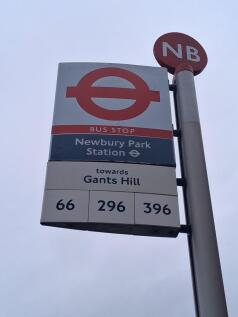 NB
BUS STOP
Newbury Park
Station
towards
Gants Hill
66 296 396